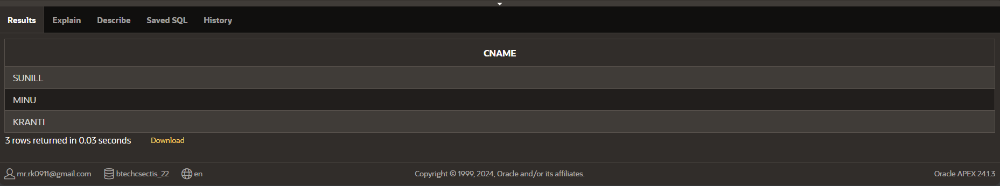 Results Explain Describe Saved SQL History
CNAME
SUNILL
MINU
KRANTI
3 rows returned in 0.03 seconds Download
mr.rk0911@gmail.com btechcsectis_22 en Copyright © 1999, 2024, Oracle and/or its affiliates. Oracle APEX 24.1.3